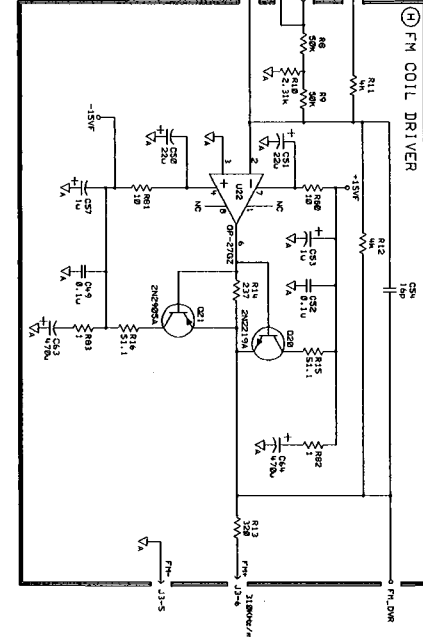 (H) FM COIL DRIVER
R8
50K
R9
50K
R10
2.31K
A
R11
4K
R12
4K
C54
10p
FM_DVR
-15VF
C50
22u
A
A
3
2
C51
22u
A
+15VF
R80
10
7
4
U22
OP-27GZ
NC
8
1
NC
6
R81
10
C57
1u
A
C53
1u
A
C52
0.1u
A
C49
0.1u
A
R14
237
2N2219A
Q20
R15
51.1
Q21
2N2905A
R16
51.1
R83
1
C63
470u
A
R82
1
C64
470u
A
R13
320
FM+
J3-6
FM-
J3-5
A